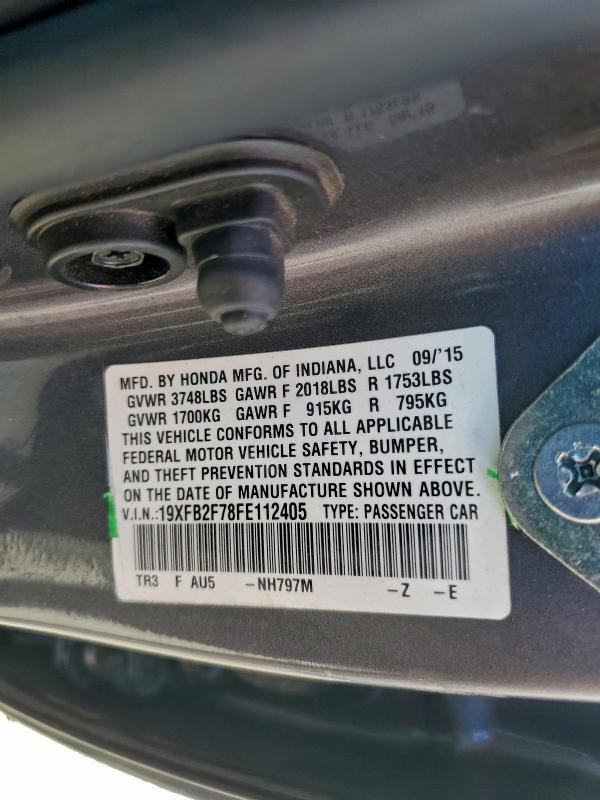 MFD. BY HONDA MFG. OF INDIANA, LLC 09/'15
GVWR 3748LBS GAWR F 2018LBS R 1753LBS
GVWR 1700KG GAWR F 915KG R 795KG
THIS VEHICLE CONFORMS TO ALL APPLICABLE
FEDERAL MOTOR VEHICLE SAFETY, BUMPER,
AND THEFT PREVENTION STANDARDS IN EFFECT
ON THE DATE OF MANUFACTURE SHOWN ABOVE.
V.I.N.:19XFB2F78FE112405 TYPE: PASSENGER CAR
TR3 F AU5 -NH797M -Z -E